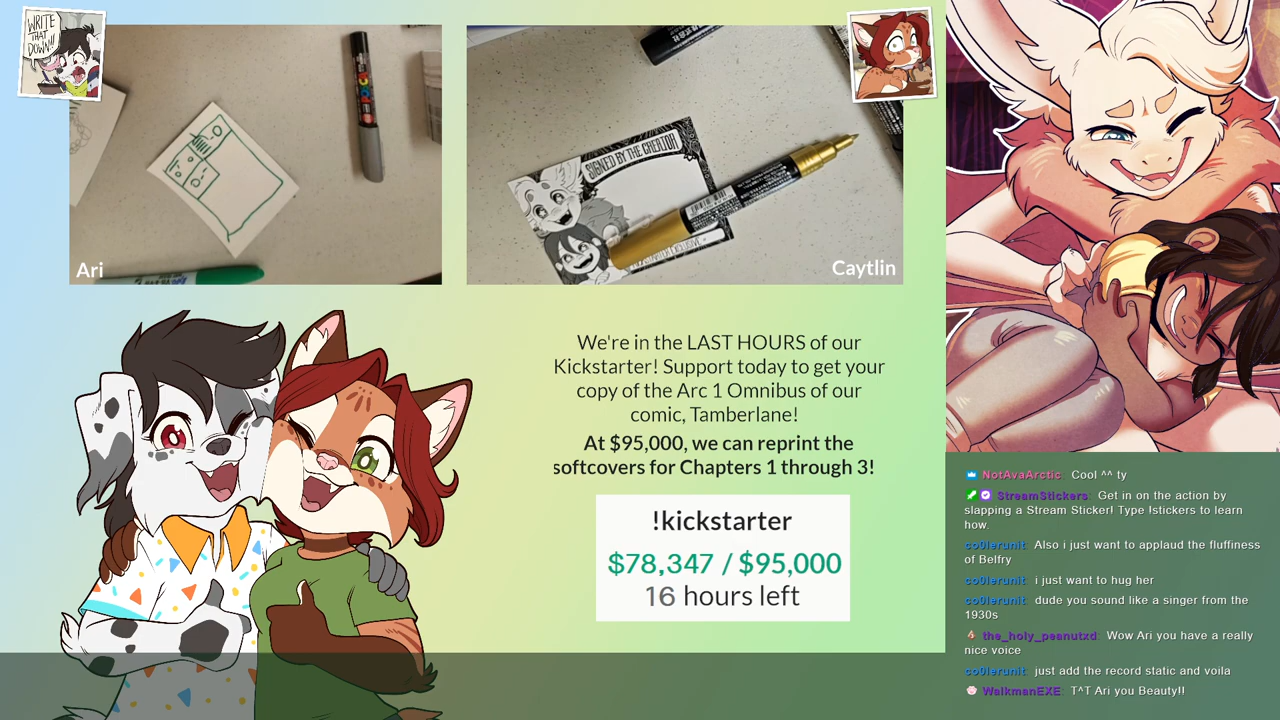 WRITE
THAT
DOWN!!!
POSCA
SIGNED BY THE CREATOR
Ari
Caytlin
We're in the LAST HOURS of our
Kickstarter! Support today to get your
copy of the Arc 1 Omnibus of our
comic, Tamberlane!
At $95,000, we can reprint the
softcovers for Chapters 1 through 3!
!kickstarter
$78,347 / $95,000
16 hours left
NotAvaArctic: Cool ^^ ty
StreamStickers: Get in on the action by
slapping a Stream Sticker! Type !stickers to learn
how.
co0lerunit: Also i just want to applaud the fluffiness
of Belfry
co0lerunit: i just want to hug her
co0lerunit: dude you sound like a singer from the
1930s
the_holy_peanutxd: Wow Ari you have a really
nice voice
co0lerunit: just add the record static and voila
WalkmanEXE: T^T Ari you Beauty!!